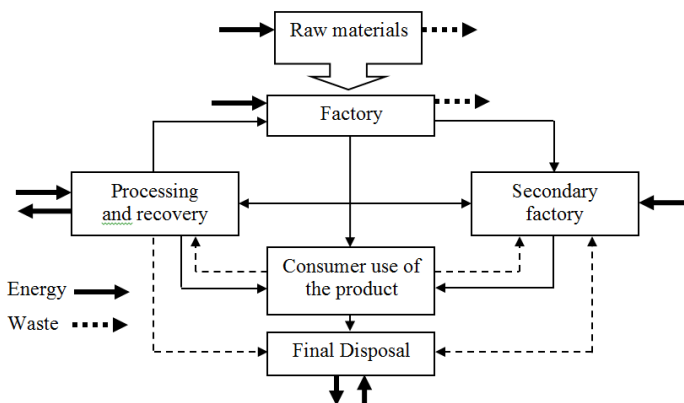 Raw materials
Factory
Processing
and recovery
Secondary
factory
Consumer use of
the product
Energy
Waste
Final Disposal